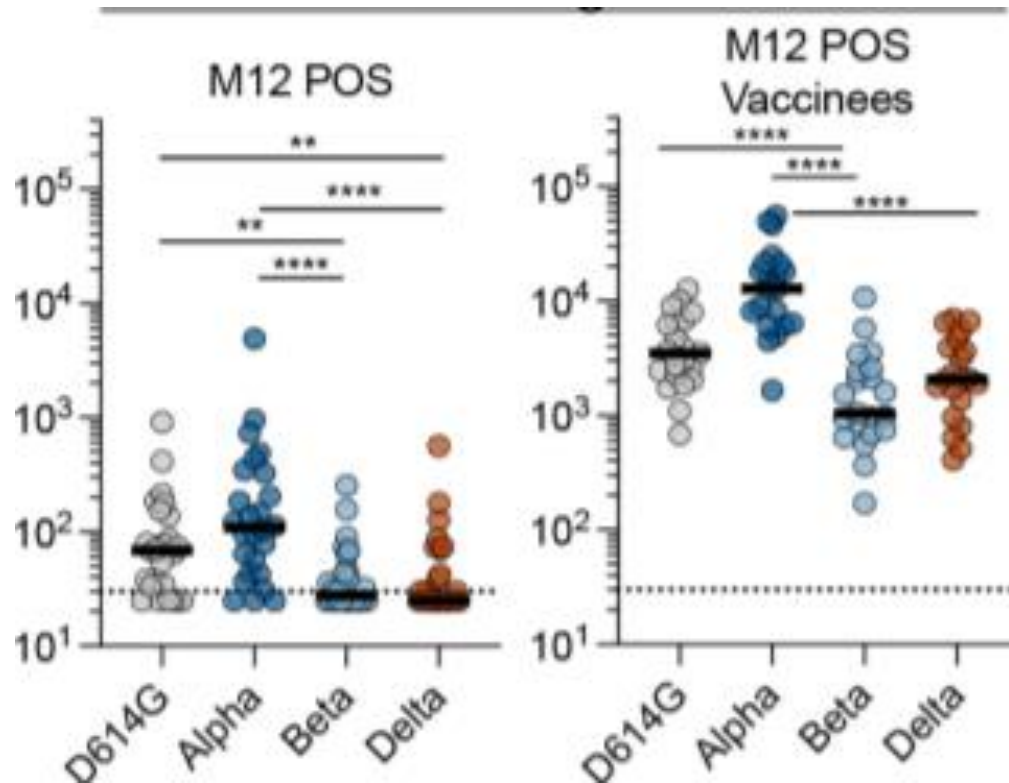 M12 POS
**
****
**
****
10^5
10^4
10^3
10^2
10^1
D614G
Alpha
Beta
Delta
M12 POS
Vaccinees
****
****
****
10^5
10^4
10^3
10^2
10^1
D614G
Alpha
Beta
Delta